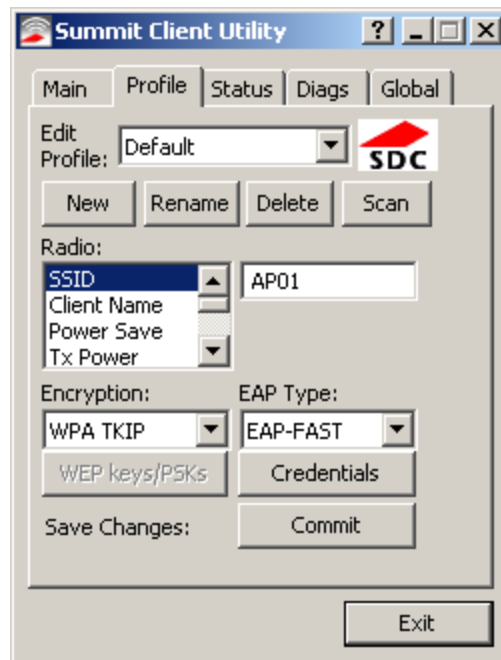 Summit Client Utility
Main Profile Status Diags Global
Edit
Profile: Default
SDC
New Rename Delete Scan
Radio:
SSID AP01
Client Name
Power Save
Tx Power
Encryption: EAP Type:
WPA TKIP EAP-FAST
WEP keys/PSKs Credentials
Save Changes: Commit
Exit